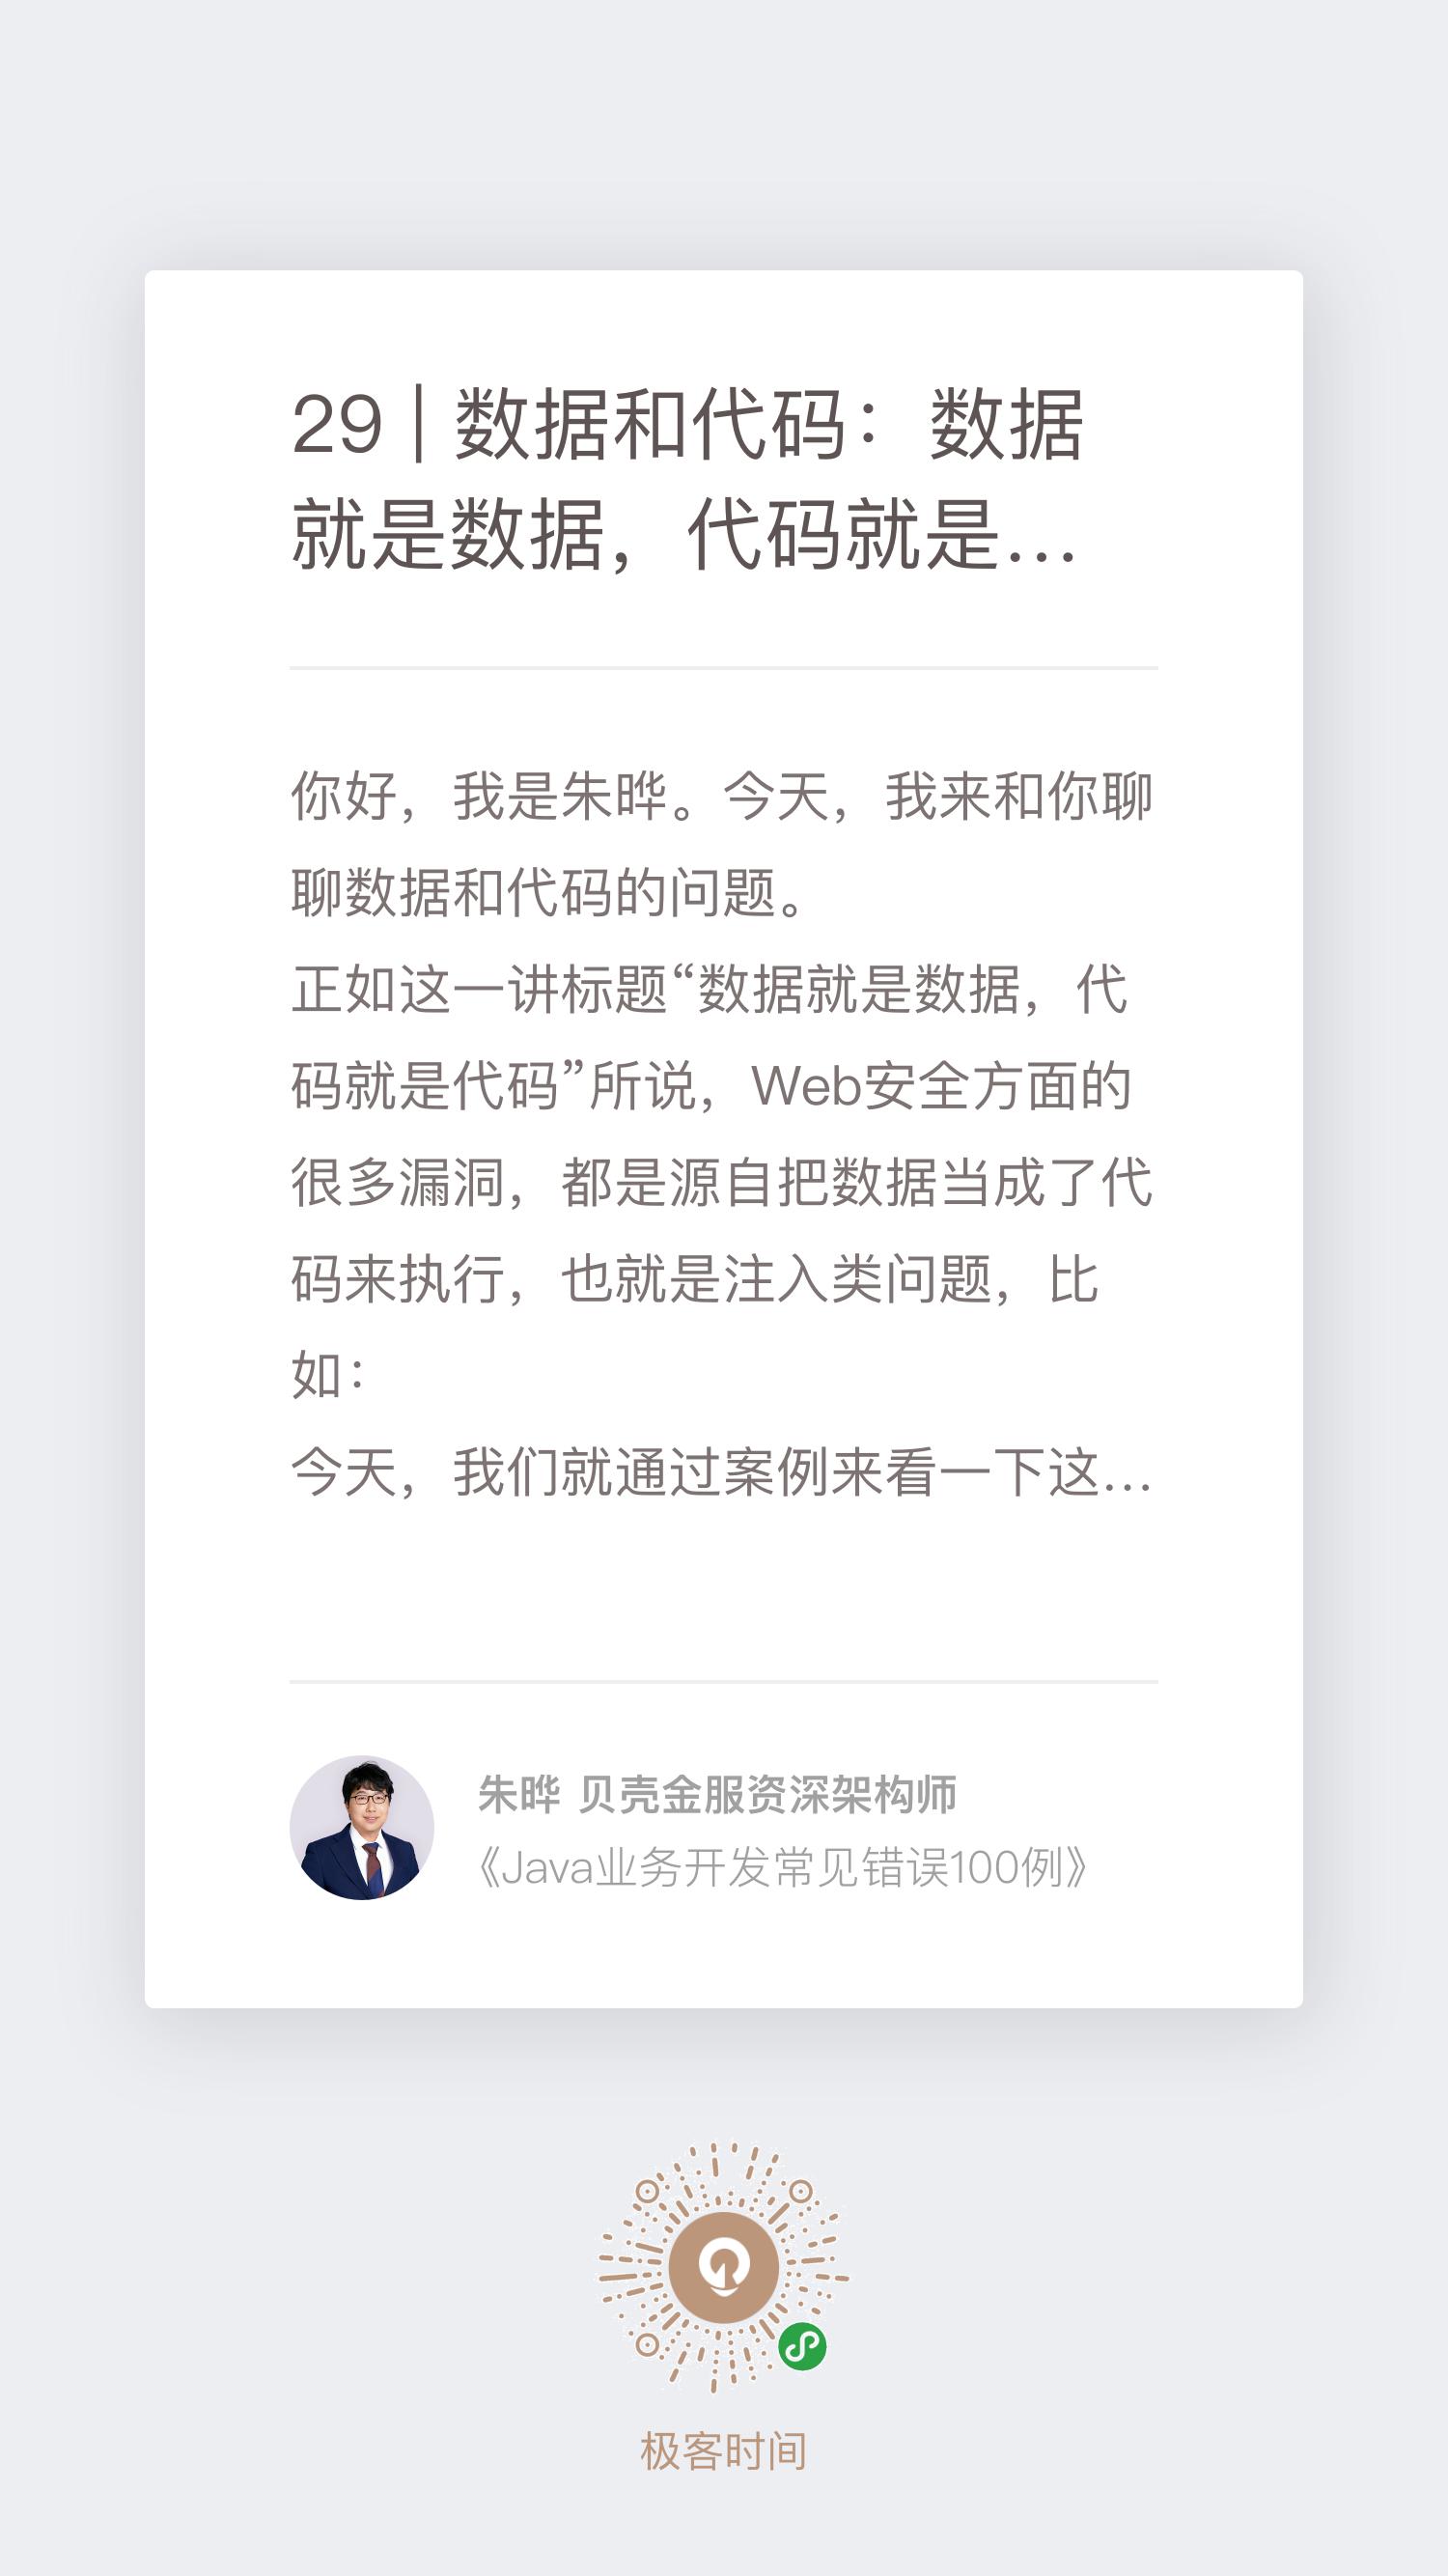 29 | 数据和代码：数据
就是数据，代码就是...
你好，我是朱晔。今天，我来和你聊
聊数据和代码的问题。
正如这一讲标题“数据就是数据，代
码就是代码”所说，Web安全方面的
很多漏洞，都是源自把数据当成了代
码来执行，也就是注入类问题，比
如：
今天，我们就通过案例来看一下这...
朱晔 贝壳金服资深架构师
《Java业务开发常见错误100例》
极客时间